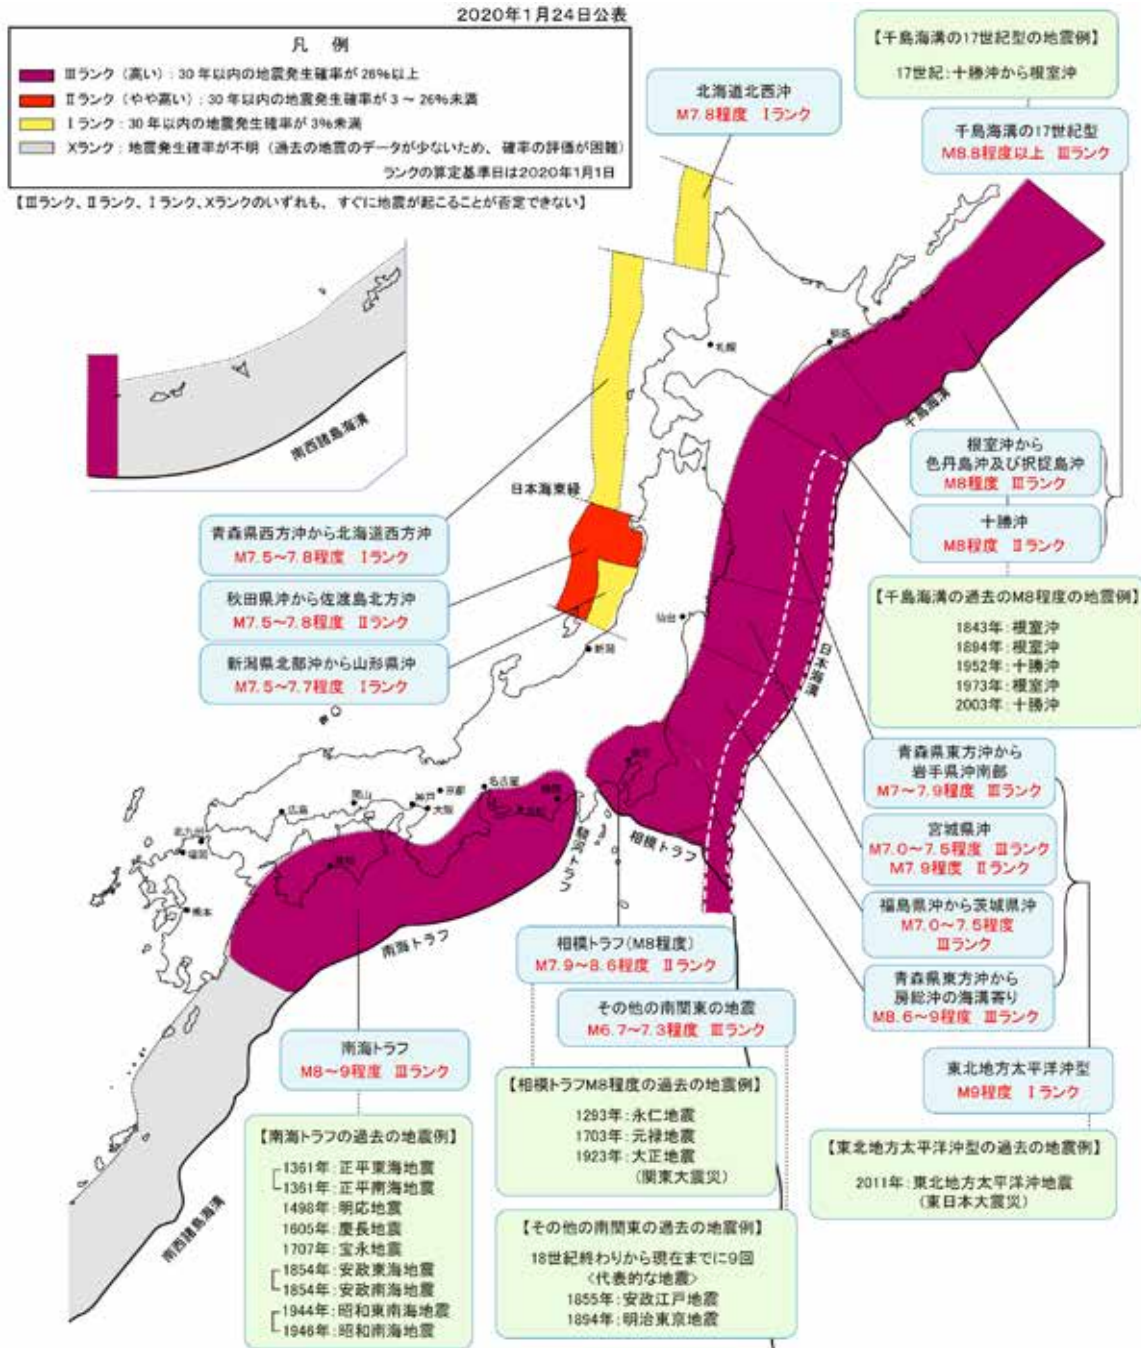 2020年1月24日公表
凡 例
Ⅲランク（高い）：30年以内の地震発生確率が26%以上
Ⅱランク（やや高い）：30年以内の地震発生確率が3～26%未満
Ⅰランク：30年以内の地震発生確率が3%未満
Xランク：地震発生確率が不明（過去の地震のデータが少ないため、確率の評価が困難）
ランクの算定基準日は2020年1月1日
【Ⅲランク、Ⅱランク、Ⅰランク、Xランクのいずれも、すぐに地震が起こることが否定できない】
北海道北西沖
M7.8程度 Ⅰランク
【千島海溝の17世紀型の地震例】
17世紀：十勝沖から根室沖
千島海溝の17世紀型
M8.8程度以上 Ⅲランク
南西諸島海溝
札幌
釧路
千島海溝
根室沖から
色丹島沖及び択捉島沖
M8程度 Ⅲランク
十勝沖
M8程度 Ⅱランク
日本海東縁
青森県西方沖から北海道西方沖
M7.5～7.8程度 Ⅰランク
秋田県沖から佐渡島北方沖
M7.5～7.8程度 Ⅱランク
新潟県北部沖から山形県沖
M7.5～7.7程度 Ⅰランク
【千島海溝の過去のM8程度の地震例】
1843年：根室沖
1894年：根室沖
1952年：十勝沖
1973年：根室沖
2003年：十勝沖
仙台
新潟
日本海溝
青森県東方沖から
岩手県沖南部
M7～7.9程度 Ⅲランク
宮城県沖
M7.0～7.5程度 Ⅲランク
M7.9程度 Ⅱランク
福島県沖から茨城県沖
M7.0～7.5程度
Ⅲランク
青森県東方沖から
房総沖の海溝寄り
M8.6～9程度 Ⅲランク
東北地方太平洋沖型
M9程度 Ⅰランク
【東北地方太平洋沖型の過去の地震例】
2011年：東北地方太平洋沖地震
（東日本大震災）
名古屋
京都
神戸
大阪
岡山
広島
北九州
福岡
熊本
駿河トラフ
相模トラフ
南海トラフ
相模トラフ（M8程度）
M7.9～8.6程度 Ⅱランク
その他の南関東の地震
M6.7～7.3程度 Ⅲランク
南海トラフ
M8～9程度 Ⅲランク
【相模トラフM8程度の過去の地震例】
1293年：永仁地震
1703年：元禄地震
1923年：大正地震
（関東大震災）
【その他の南関東の過去の地震例】
18世紀終わりから現在までに9回
<代表的な地震>
1855年：安政江戸地震
1894年：明治東京地震
【南海トラフの過去の地震例】
1361年：正平東海地震
1361年：正平南海地震
1498年：明応地震
1605年：慶長地震
1707年：宝永地震
1854年：安政東海地震
1854年：安政南海地震
1944年：昭和東南海地震
1946年：昭和南海地震
南西諸島海溝